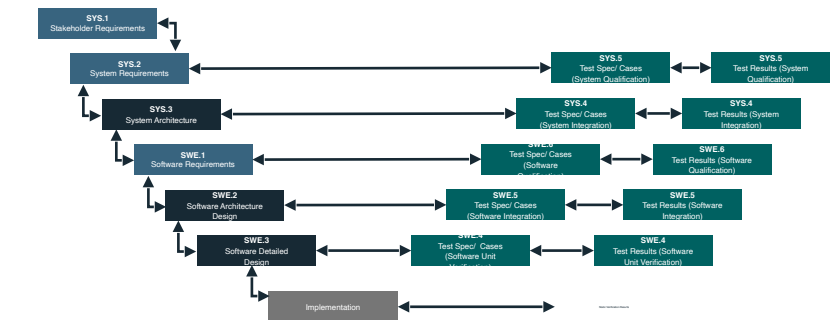 SYS.1
Stakeholder Requirements
SYS.2
System Requirements
SYS.5
Test Spec/ Cases
(System Qualification)
SYS.5
Test Results (System
Qualification)
SYS.3
System Architecture
SYS.4
Test Spec/ Cases
(System Integration)
SYS.4
Test Results (System
Integration)
SWE.1
Software Requirements
SWE.6
Test Spec/ Cases
(Software
Qualification)
SWE.6
Test Results (Software
Qualification)
SWE.2
Software Architecture
Design
SWE.5
Test Spec/ Cases
(Software Integration)
SWE.5
Test Results (Software
Integration)
SWE.3
Software Detailed
Design
SWE.4
Test Spec/ Cases
(Software Unit
Verification)
SWE.4
Test Results (Software
Unit Verification)
Implementation